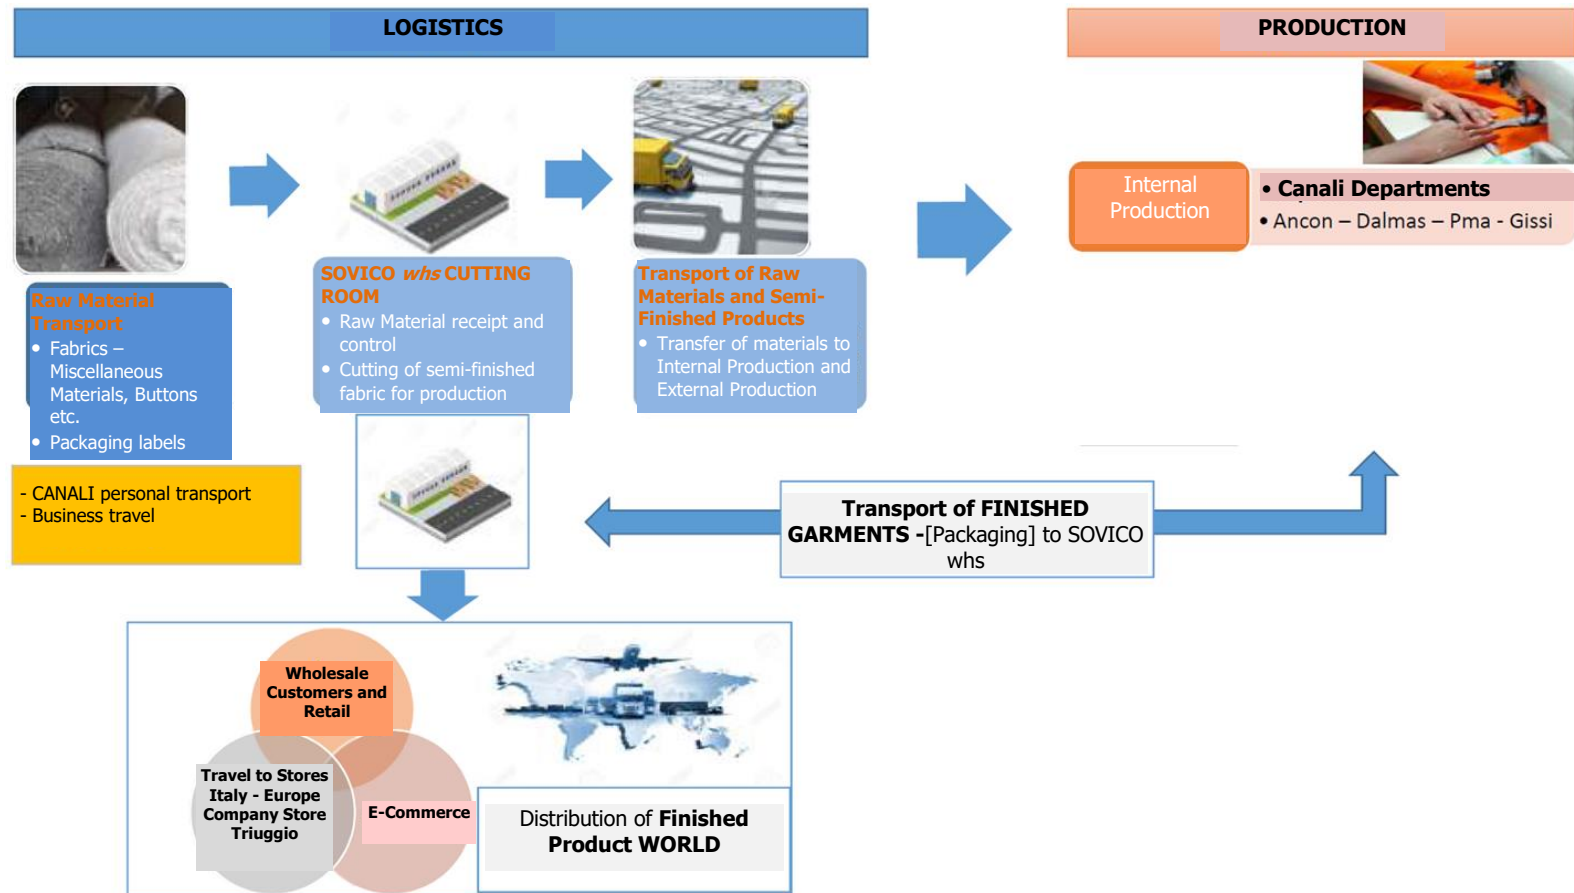 LOGISTICS
PRODUCTION
Internal
Production
• Canali Departments
• Ancon – Dalmas – Pma - Gissi
Raw Material
Transport
• Fabrics –
Miscellaneous
Materials, Buttons
etc.
• Packaging labels
SOVICO whs CUTTING
ROOM
• Raw Material receipt and
control
• Cutting of semi-finished
fabric for production
Transport of Raw
Materials and Semi-
Finished Products
• Transfer of materials to
Internal Production and
External Production
- CANALI personal transport
- Business travel
Transport of FINISHED
GARMENTS -[Packaging] to SOVICO
whs
Wholesale
Customers and
Retail
Travel to Stores
Italy - Europe
Company Store
Triuggio
E-Commerce
Distribution of Finished
Product WORLD